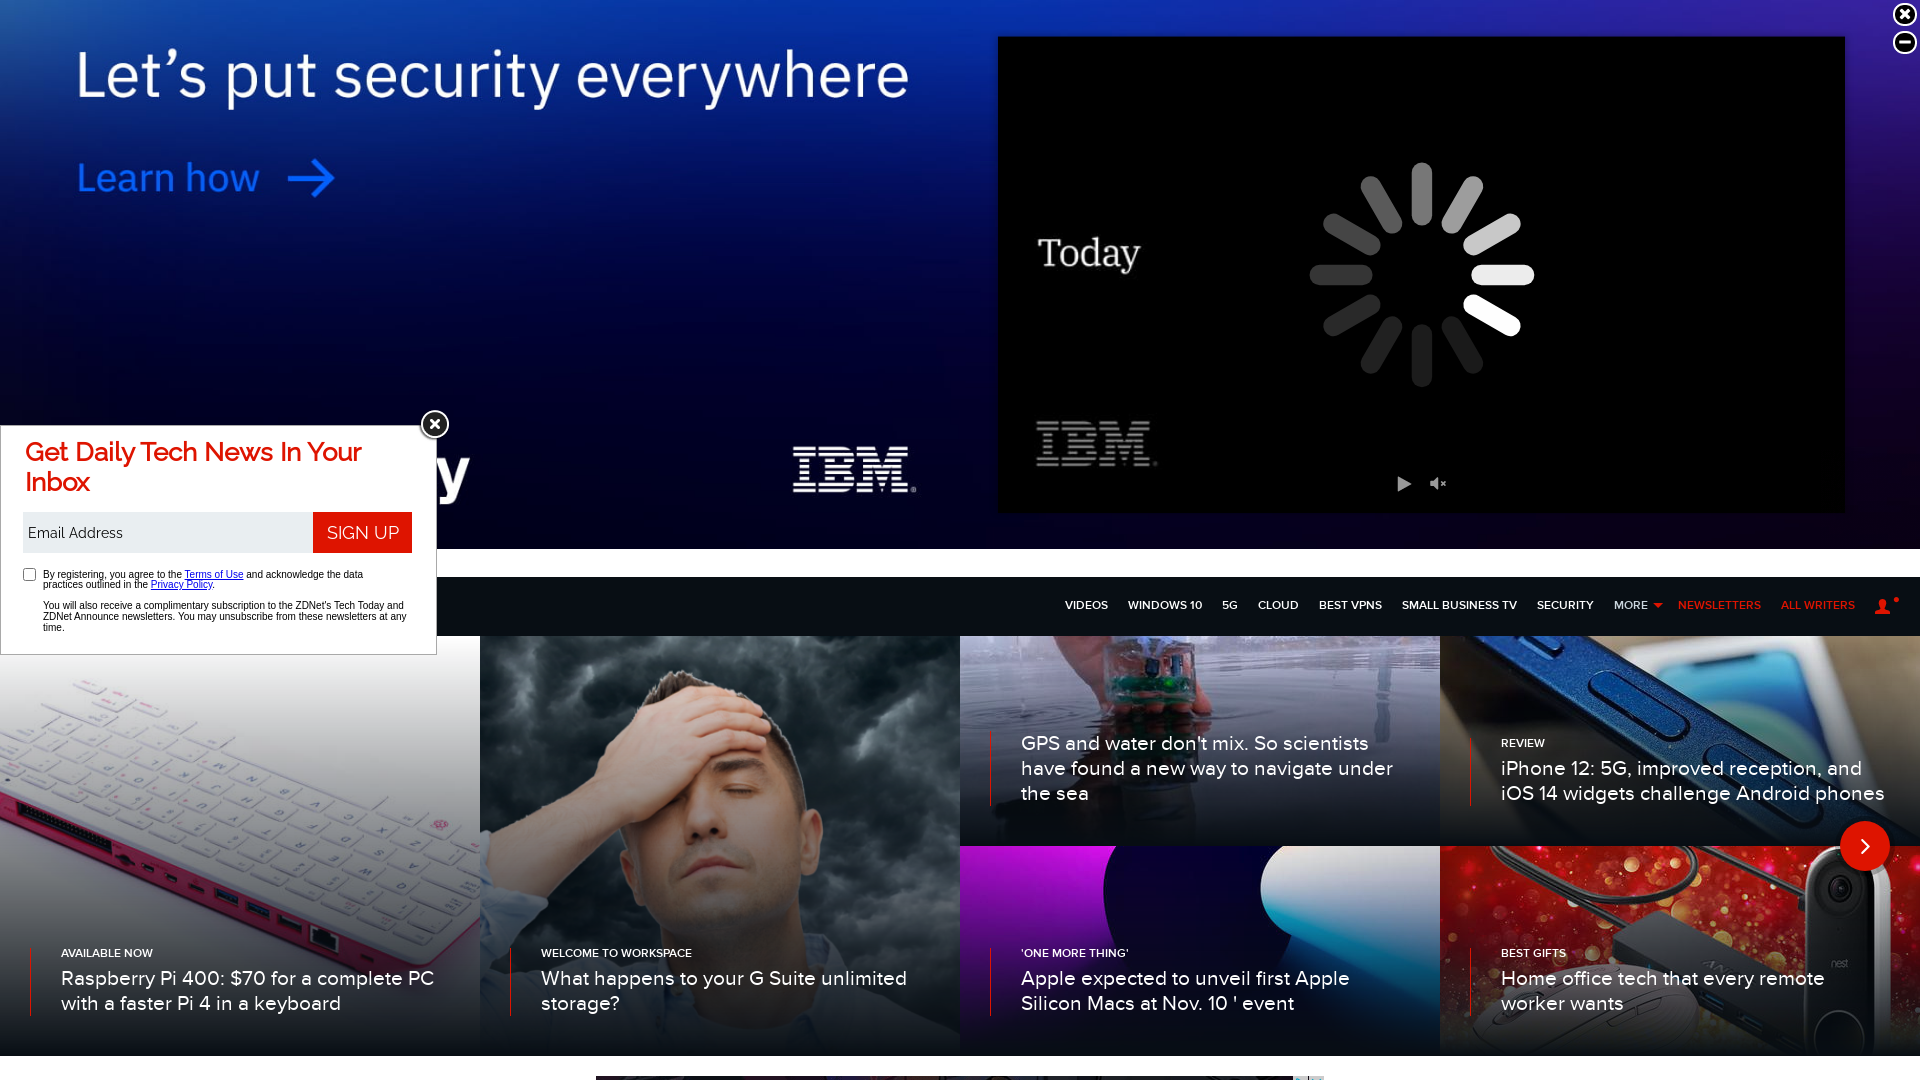 Let's put security everywhere
Learn how
Today
IBM
y
IBM
Get Daily Tech News In Your
Inbox
Email Address
SIGN UP
By registering, you agree to the Terms of Use and acknowledge the data
practices outlined in the Privacy Policy.
You will also receive a complimentary subscription to the ZDNet's Tech Today and
ZDNet Announce newsletters. You may unsubscribe from these newsletters at any
time.
VIDEOS WINDOWS 10 5G CLOUD BEST VPNS SMALL BUSINESS TV SECURITY MORE NEWSLETTERS ALL WRITERS
GPS and water don't mix. So scientists
have found a new way to navigate under
the sea
REVIEW
iPhone 12: 5G, improved reception, and
iOS 14 widgets challenge Android phones
AVAILABLE NOW
Raspberry Pi 400: $70 for a complete PC
with a faster Pi 4 in a keyboard
WELCOME TO WORKSPACE
What happens to your G Suite unlimited
storage?
'ONE MORE THING'
Apple expected to unveil first Apple
Silicon Macs at Nov. 10 ' event
BEST GIFTS
Home office tech that every remote
worker wants
nest